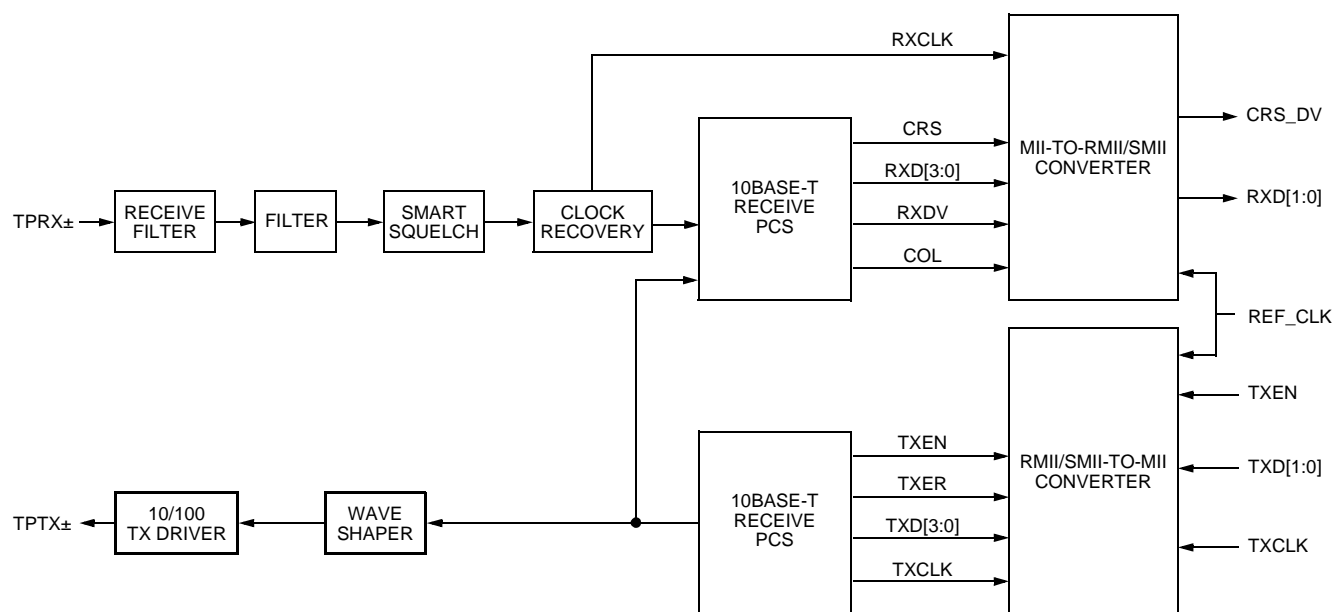 RXCLK
CRS
RXD[3:0]
RXDV
COL
MII-TO-RMII/SMII
CONVERTER
CRS_DV
RXD[1:0]
TPRX±
RECEIVE
FILTER
FILTER
SMART
SQUELCH
CLOCK
RECOVERY
10BASE-T
RECEIVE
PCS
REF_CLK
TXEN
TXD[1:0]
TXCLK
TXEN
TXER
TXD[3:0]
TXCLK
RMII/SMII-TO-MII
CONVERTER
TPTX±
10/100
TX DRIVER
WAVE
SHAPER
10BASE-T
RECEIVE
PCS